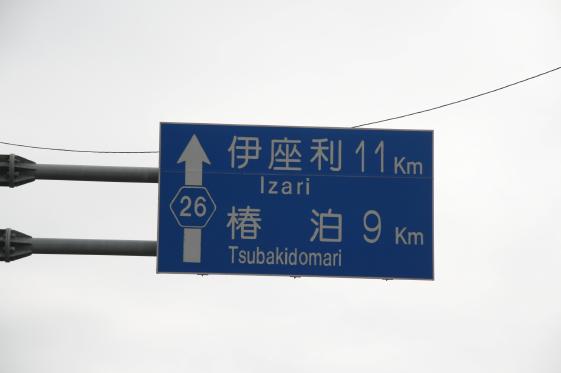 伊座利 11 Km
Izari
26
椿 泊 9 Km
Tsubakidomari